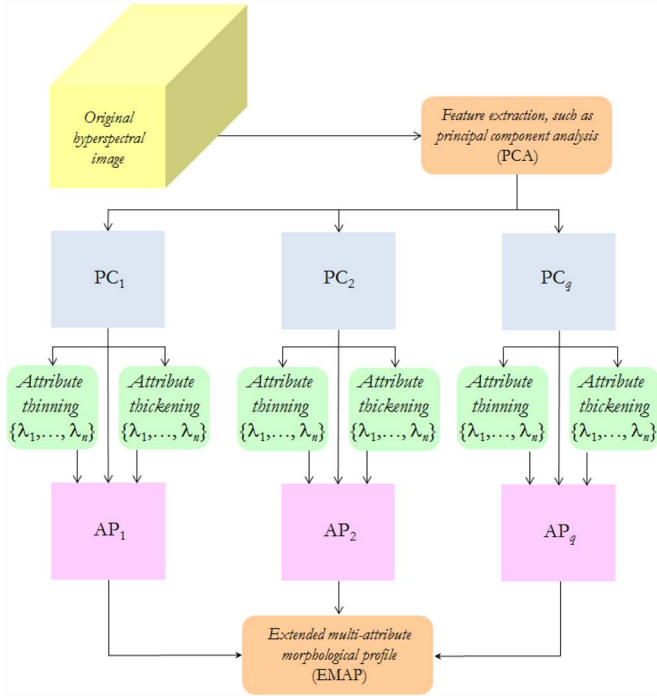 Original
hyperspectral
image
Feature extraction, such as
principal component analysis
(PCA)
PC₁
PC₂
PC_q
Attribute
thinning
{λ₁,…, λₙ}
Attribute
thickening
{λ₁,…, λₙ}
Attribute
thinning
{λ₁,…, λₙ}
Attribute
thickening
{λ₁,…, λₙ}
Attribute
thinning
{λ₁,…, λₙ}
Attribute
thickening
{λ₁,…, λₙ}
AP₁
AP₂
AP_q
Extended multi-attribute
morphological profile
(EMAP)